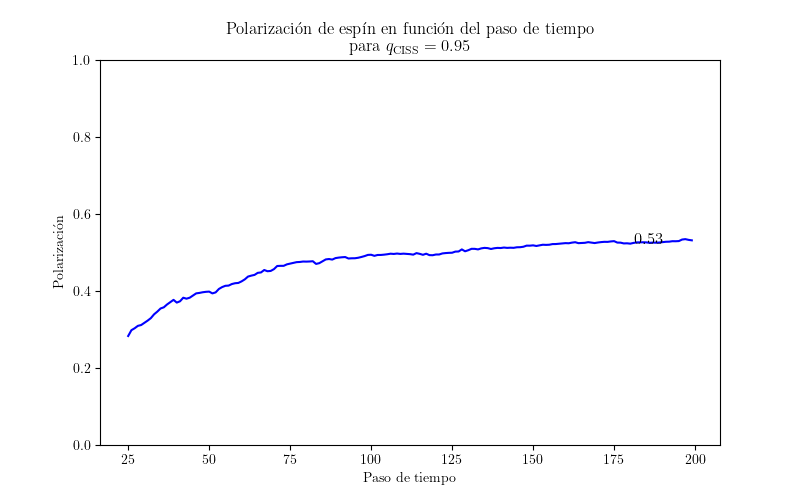 Polarización de espín en función del paso de tiempo
para qCISS = 0.95
1.0
0.8
0.6
0.4
0.2
0.0
Polarización
0.53
25 50 75 100 125 150 175 200
Paso de tiempo